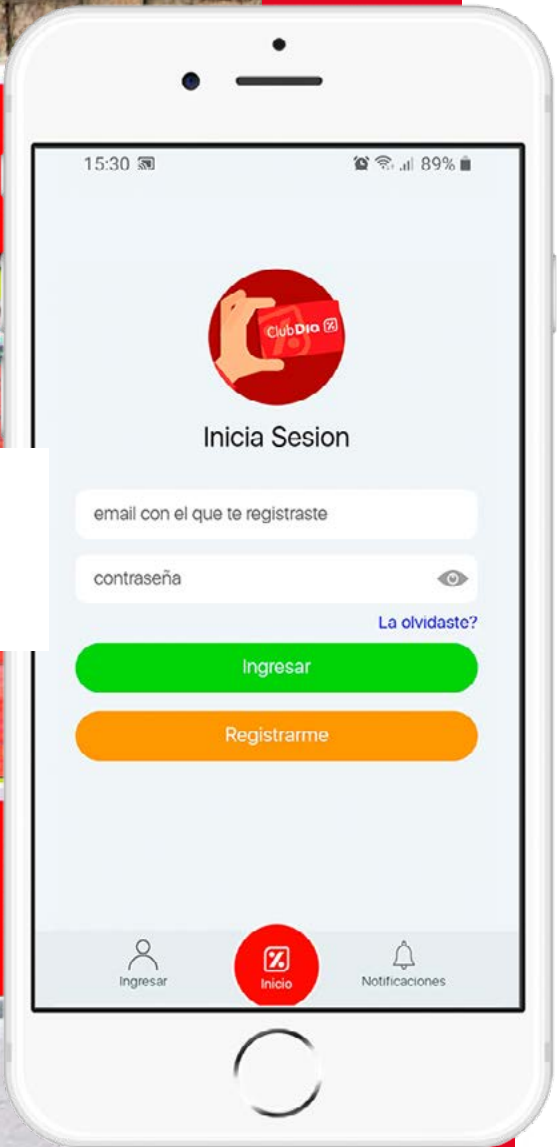 15:30
89%
ClubDia
Inicia Sesion
email con el que te registraste
contraseña
La olvidaste?
Ingresar
Registrarme
Ingresar
Inicio
Notificaciones